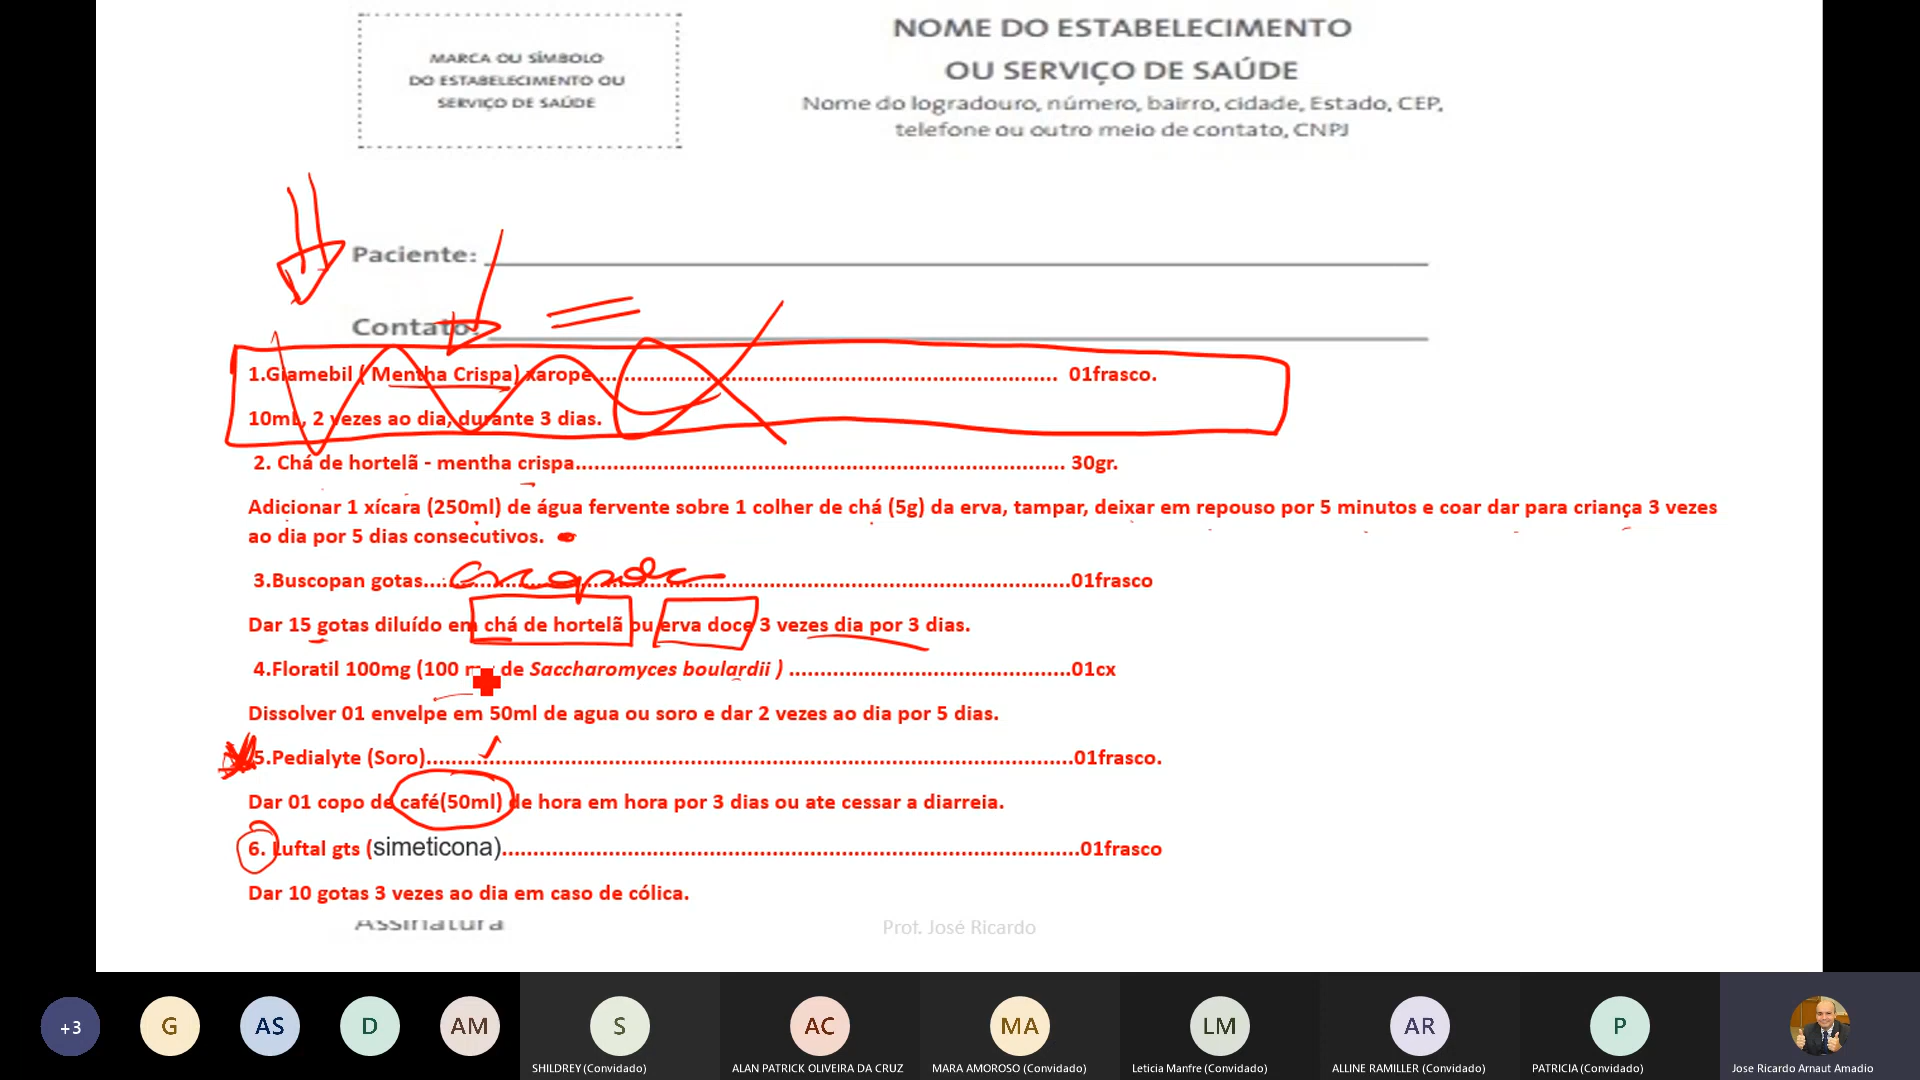 MARCA OU SÍMBOLO
DO ESTABELECIMENTO OU
SERVIÇO DE SAÚDE
NOME DO ESTABELECIMENTO
OU SERVIÇO DE SAÚDE
Nome do logradouro, número, bairro, cidade, Estado, CEP,
telefone ou outro meio de contato, CNPJ
Paciente:
Contato:
1.Giamebil ( Mentha Crispa) xarope.......................................................................... 01frasco.
10mL, 2 vezes ao dia, durante 3 dias.
2. Chá de hortelã - mentha crispa.............................................................................. 30gr.
Adicionar 1 xícara (250ml) de água fervente sobre 1 colher de chá (5g) da erva, tampar, deixar em repouso por 5 minutos e coar dar para criança 3 vezes
ao dia por 5 dias consecutivos.
3.Buscopan gotas.......................................................................................................01frasco
Dar 15 gotas diluído em chá de hortelã ou erva doce 3 vezes dia por 3 dias.
4.Floratil 100mg (100 de Saccharomyces boulardii ) .............................................01cx
Dissolver 01 envelpe em 50ml de agua ou soro e dar 2 vezes ao dia por 5 dias.
5.Pedialyte (Soro).......................................................................................................01frasco.
Dar 01 copo de café(50ml) de hora em hora por 3 dias ou ate cessar a diarreia.
6. Luftal gts (simeticona)............................................................................................01frasco
Dar 10 gotas 3 vezes ao dia em caso de cólica.
Assinatura
Prof. José Ricardo
+3
G
AS
D
AM
S
AC
MA
LM
AR
P
SHILDREY (Convidado)
ALAN PATRICK OLIVEIRA DA CRUZ
MARA AMOROSO (Convidado)
Leticia Manfre (Convidado)
ALLINE RAMILLER (Convidado)
PATRICIA (Convidado)
Jose Ricardo Arnaut Amadio